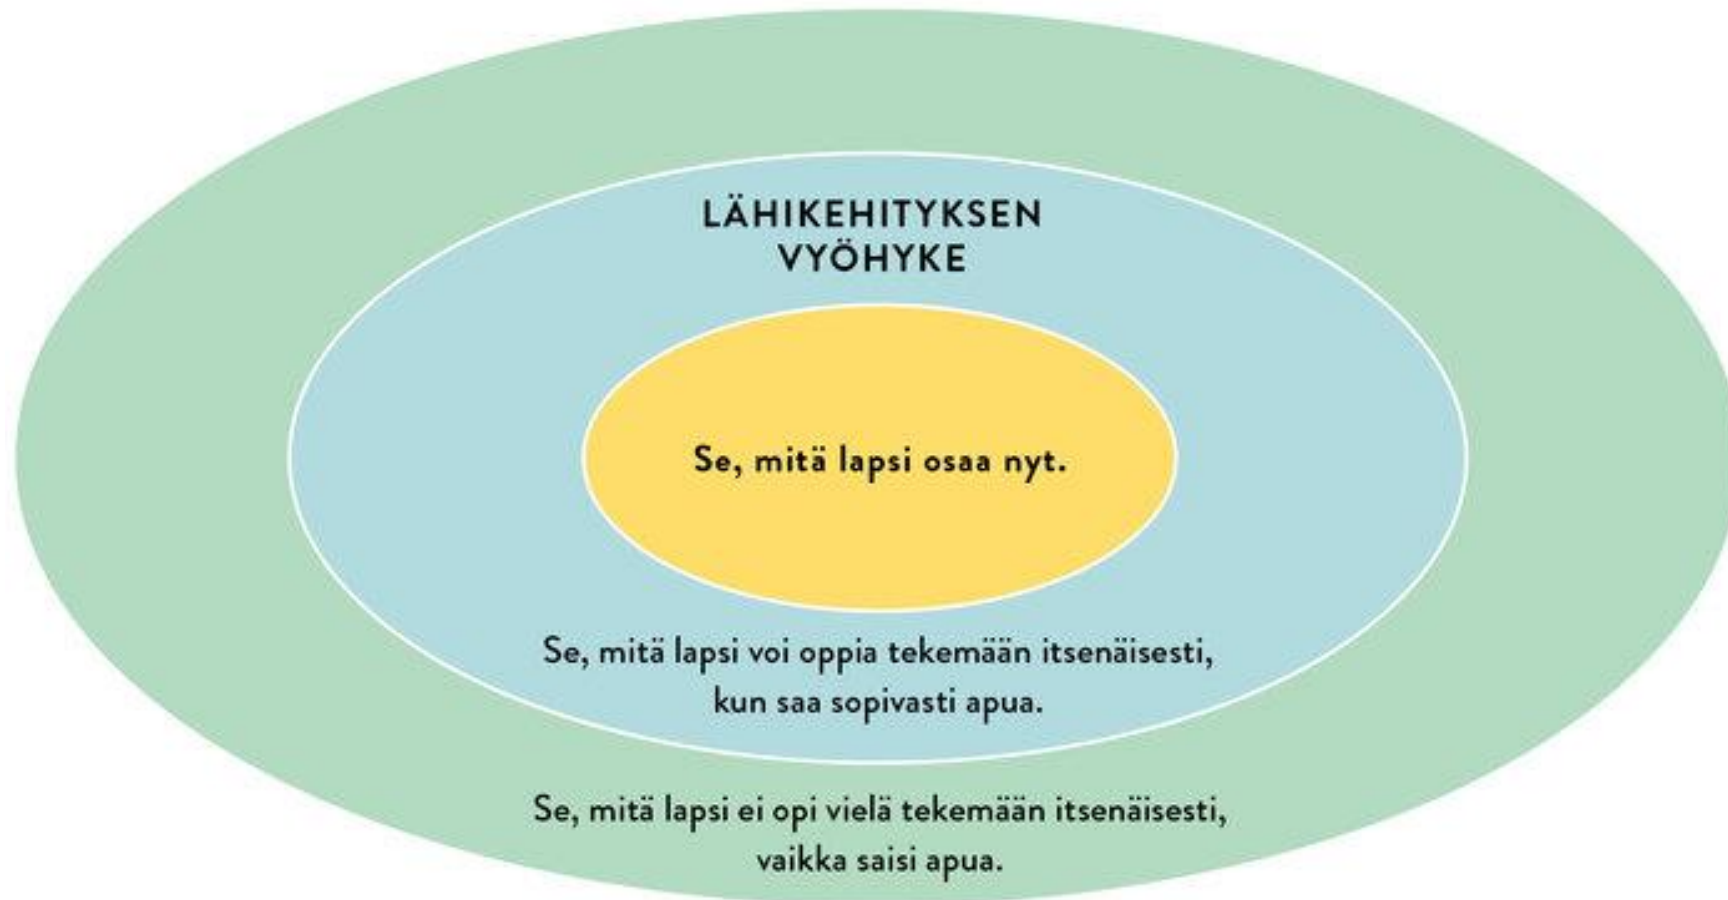 LÄHIKEHITYKSEN
VYÖHYKE
Se, mitä lapsi osaa nyt.
Se, mitä lapsi voi oppia tekemään itsenäisesti,
kun saa sopivasti apua.
Se, mitä lapsi ei opi vielä tekemään itsenäisesti,
vaikka saisi apua.